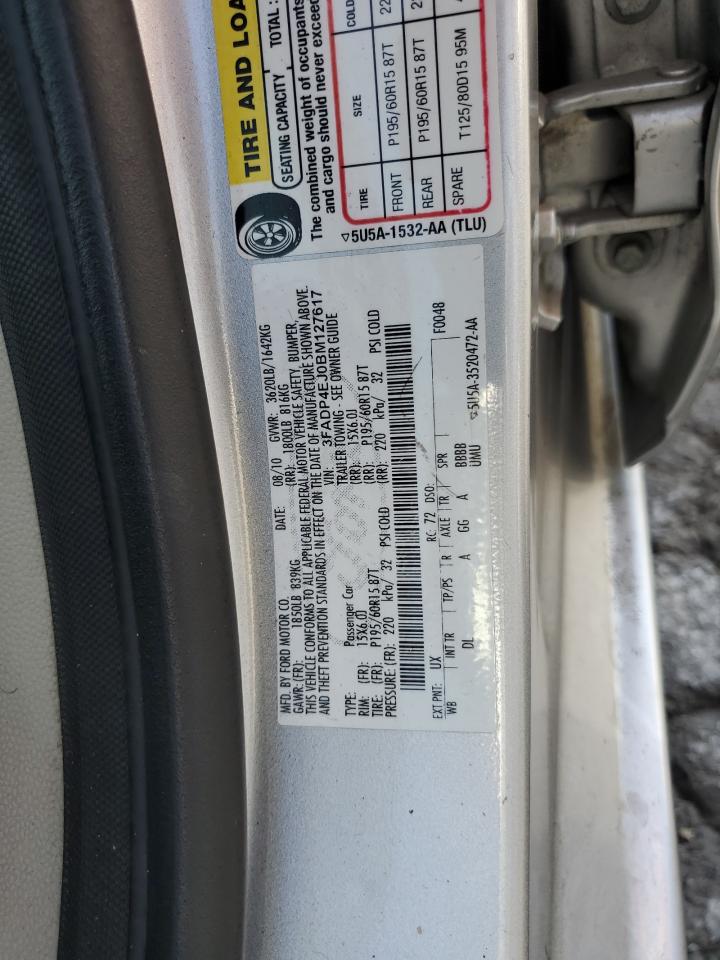 TIRE AND LOA
SEATING CAPACITY TOTAL:
The combined weight of occupants
and cargo should never exceed
TIRE SIZE COLD
FRONT P195/60R15 87T 22
REAR P195/60R15 87T
SPARE T125/80D15 95M
5U5A-1532-AA (TLU)
MFD. BY FORD MOTOR CO. DATE: 08/10 GVWR: 3620LB/1642KG
GAWR: (FR): 1850LB 839KG (RR): 1800LB 816KG
THIS VEHICLE CONFORMS TO ALL APPLICABLE FEDERAL MOTOR VEHICLE SAFETY, BUMPER,
AND THEFT PREVENTION STANDARDS IN EFFECT ON THE DATE OF MANUFACTURE SHOWN ABOVE.
VIN: 3FADP4EJ0BM127617
TYPE: Passenger Car TRAILER TOWING - SEE OWNER GUIDE
RIM: (FR): 15X6.0J (RR): 15X6.0J
TIRE: (FR): P195/60R15 87T (RR): P195/60R15 87T
PRESSURE: (FR): 220 kPa/ 32 PSI COLD (RR): 220 kPa/ 32 PSI COLD
EXT PNT: UX RC: 72 DSO: F0048
WB INT TR TP/PS R AXLE TR SPR
DL A GG A BBBB
UMU
5U5A-3520472-AA